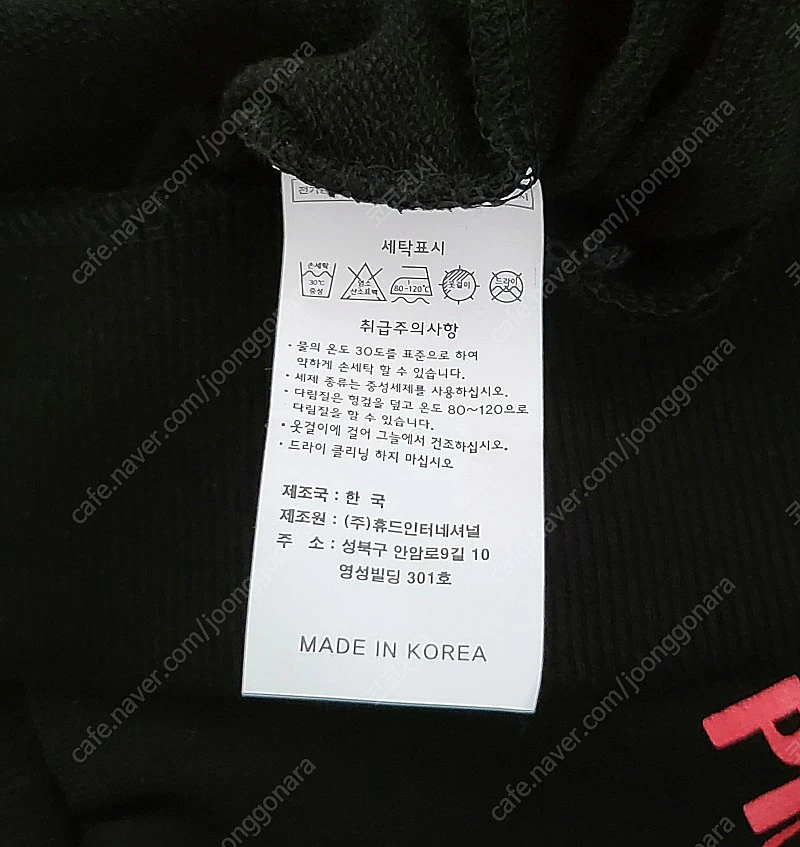 세탁표시
손세탁
30℃
중성
염소
산소표백
80-120℃
옷걸이
드라이
취급주의사항
· 물의 온도 30도를 표준으로 하여
약하게 손세탁 할 수 있습니다.
· 세제 종류는 중성세제를 사용하십시오.
· 다림질은 헝겊을 덮고 온도 80~120으로
다림질을 할 수 있습니다.
· 옷걸이에 걸어 그늘에서 건조하십시오.
· 드라이 클리닝 하지 마십시오
제조국 : 한 국
제조원 : (주)휴드인터네셔널
주 소 : 성북구 안암로9길 10
영성빌딩 301호
MADE IN KOREA
cafe.naver.com/joonggonara
코코천사